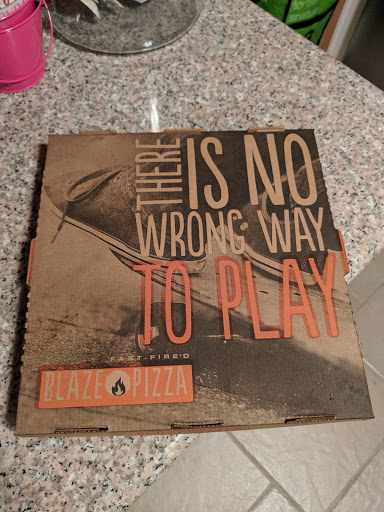 THERE
IS NO
WRONG WAY
TO PLAY
FAST-FIRE'D
BLAZE PIZZA